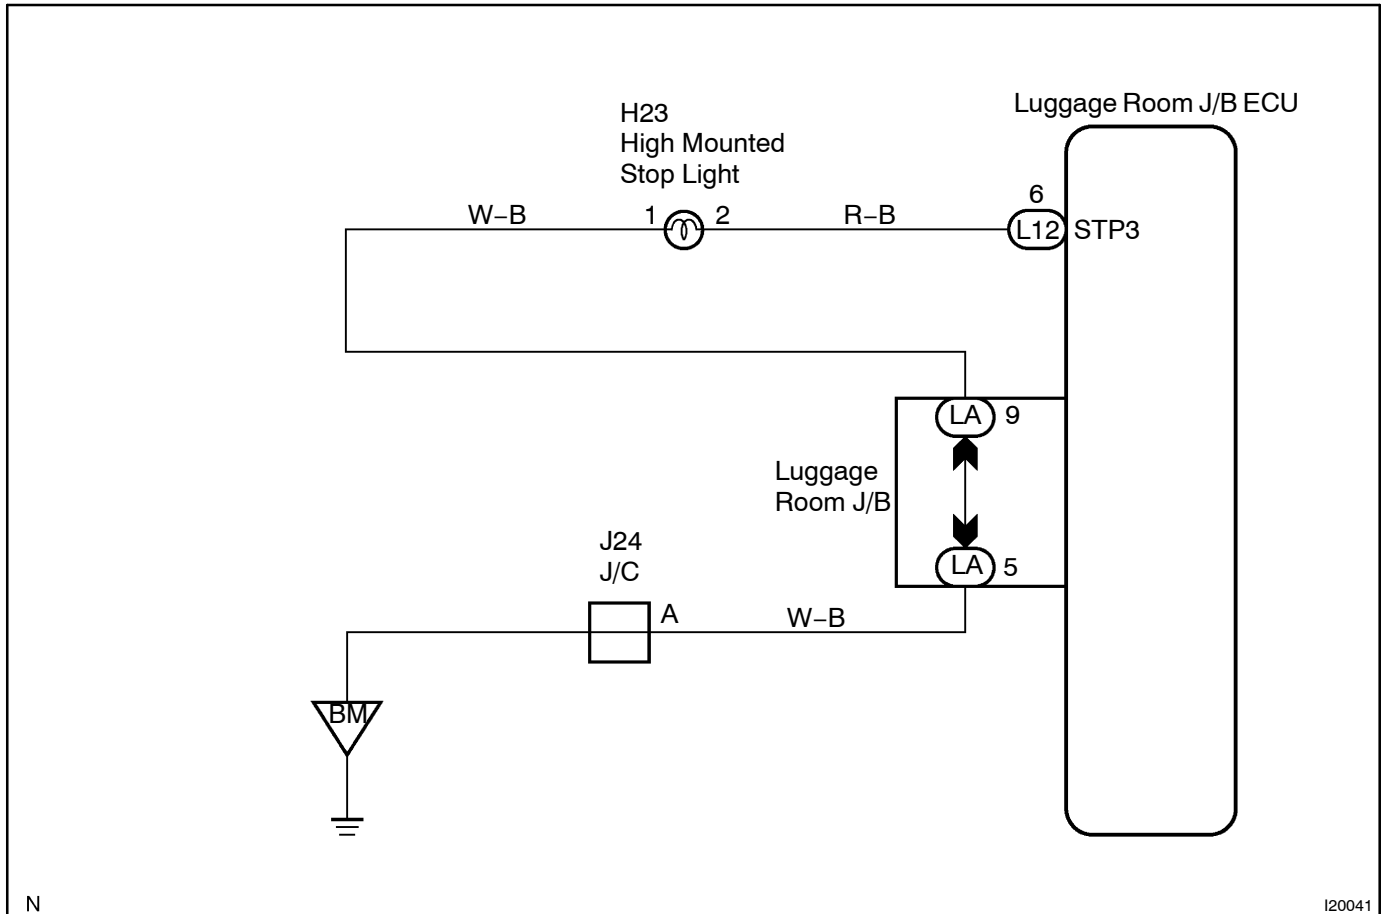 Luggage Room J/B ECU
H23
High Mounted
Stop Light
W–B
1
2
R–B
6
L12
STP3
LA
9
Luggage
Room J/B
LA
5
J24
J/C
A
W–B
BM
N
I20041